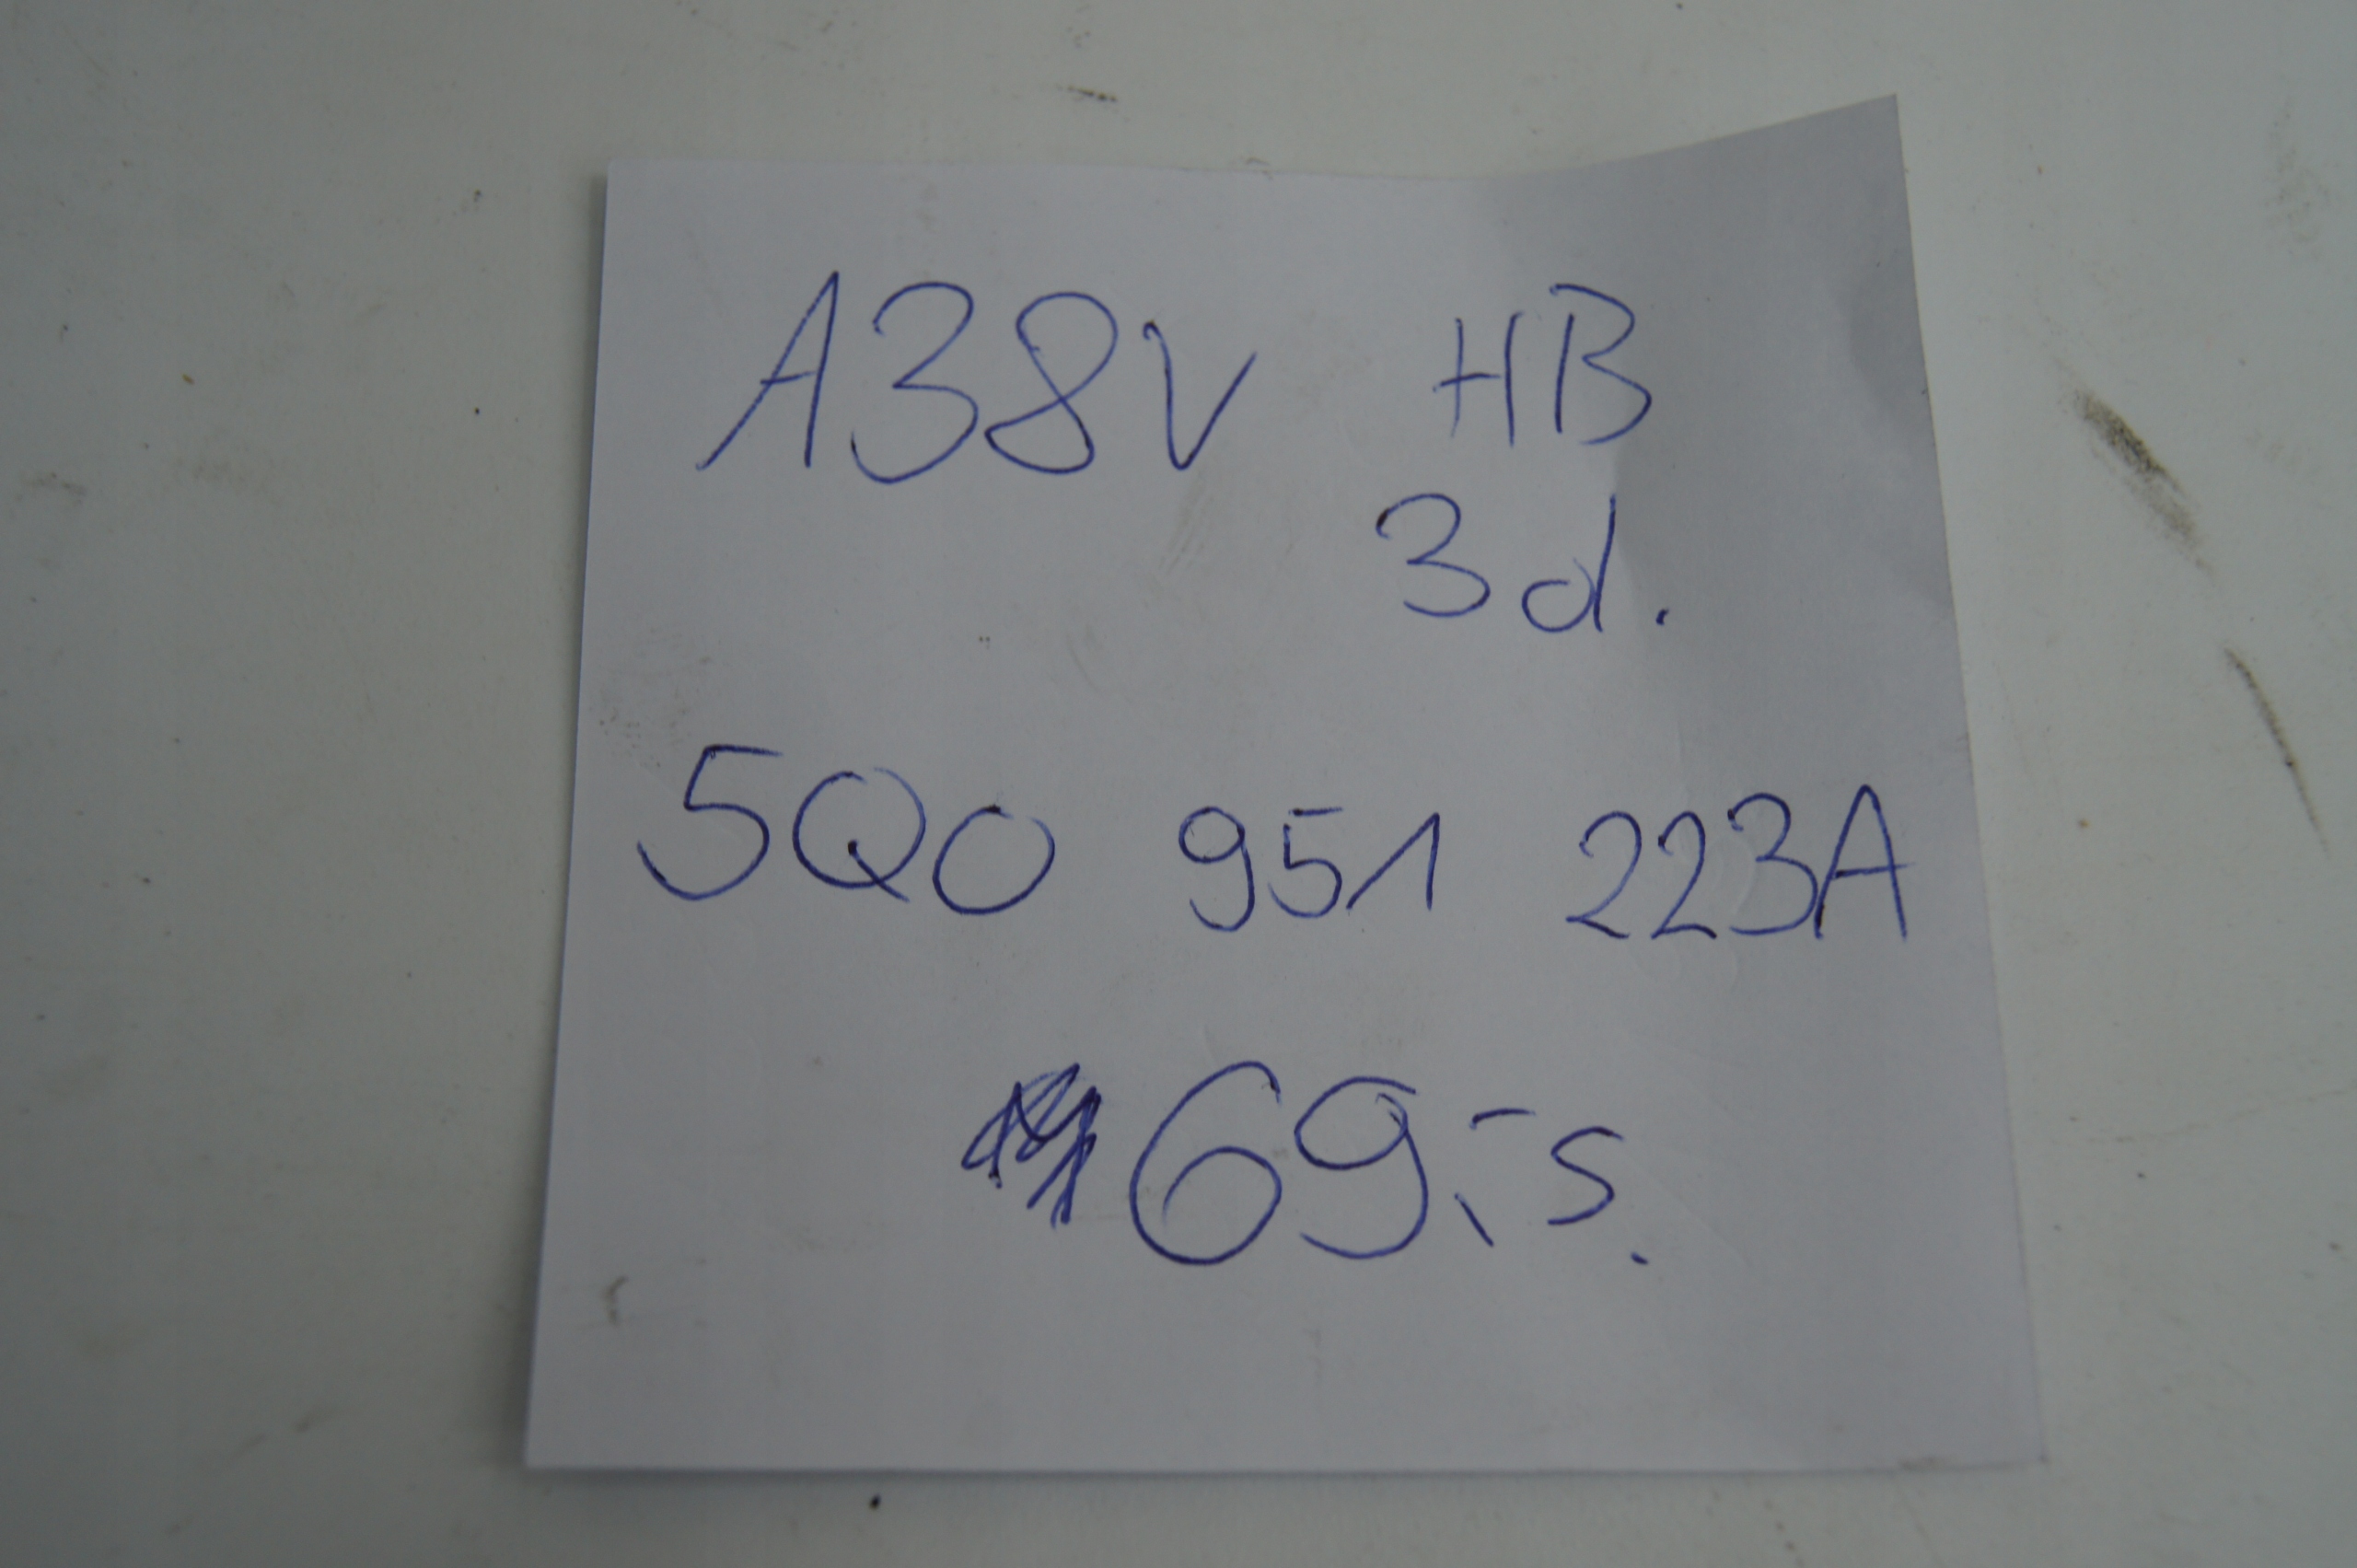 A38V HB
3d.
5Q0 951 223A
69,- s.